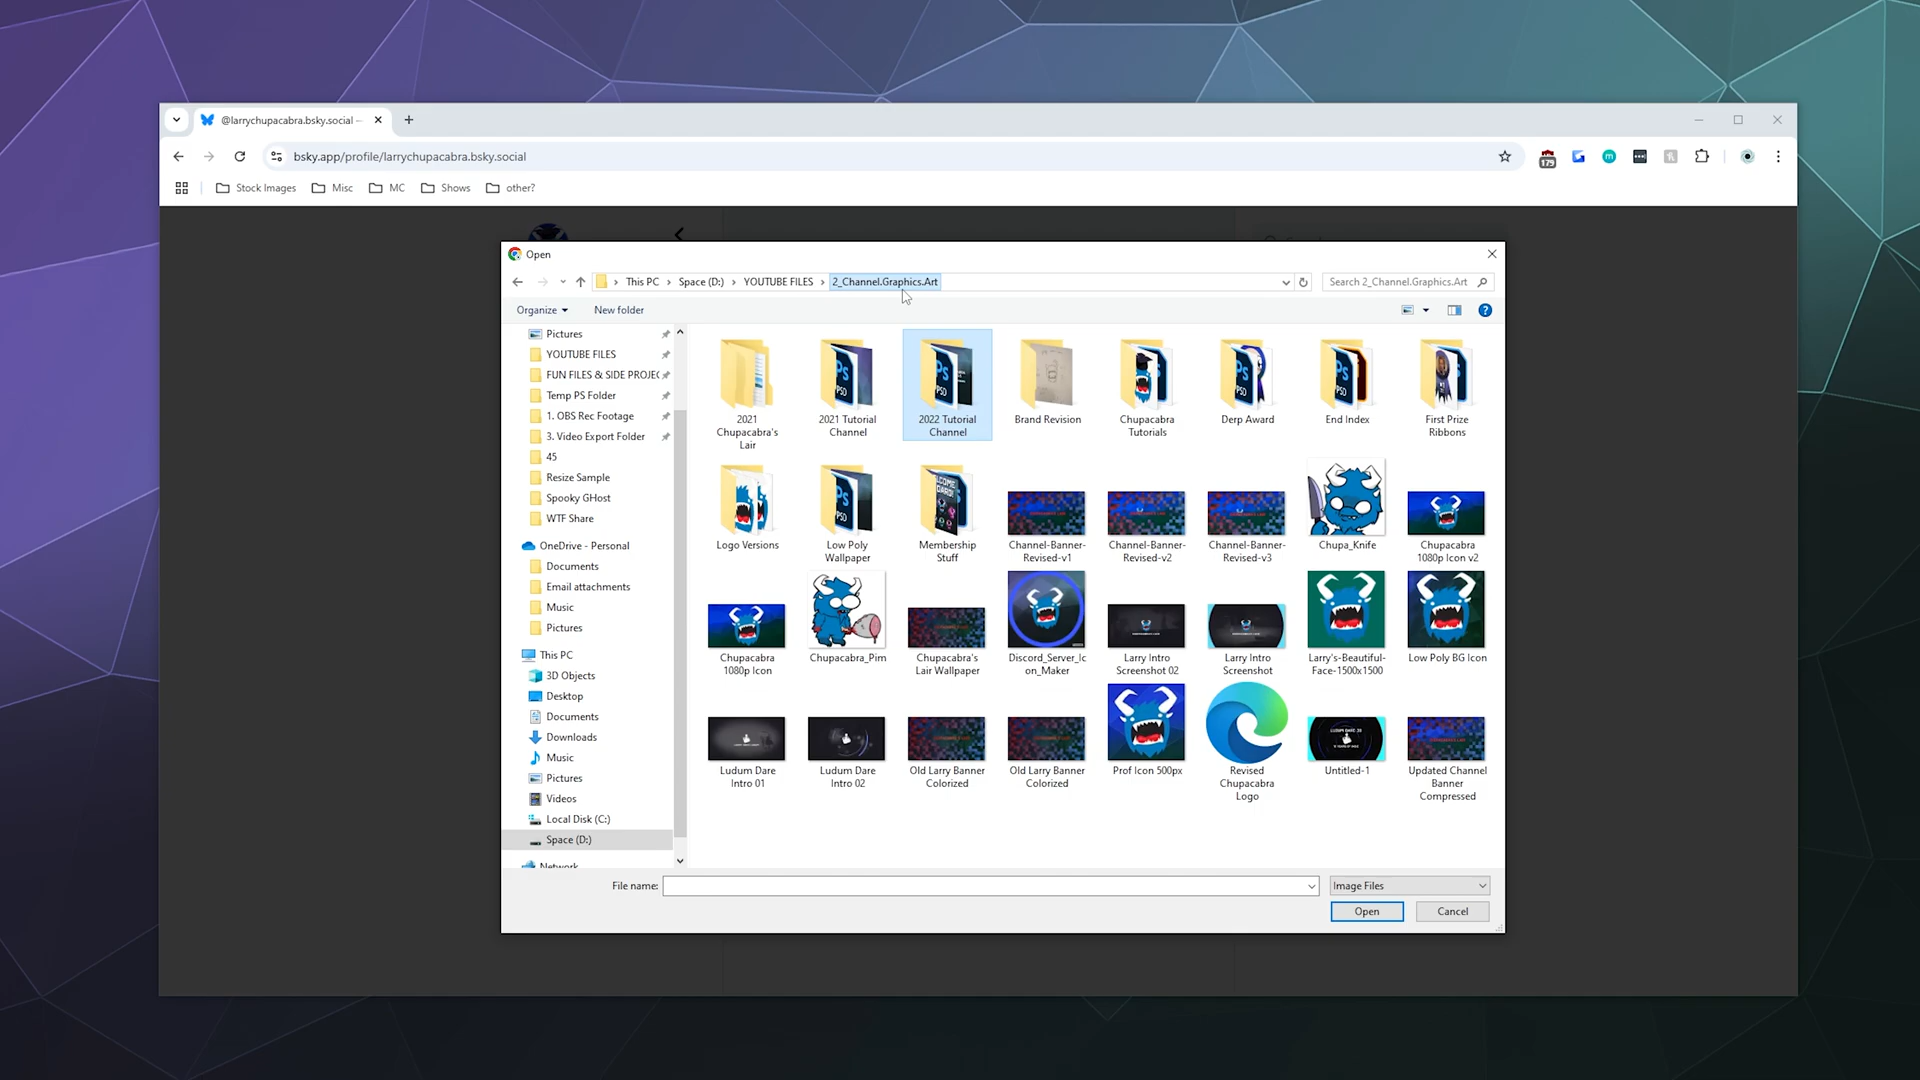 @larrychupacabra.bsky.social –
bsky.app/profile/larrychupacabra.bsky.social
175
Stock Images
Misc
MC
Shows
other?
Open
This PC > Space (D:) > YOUTUBE FILES > 2_Channel.Graphics.Art
Search 2_Channel.Graphics.Art
Organize
New folder
Pictures
YOUTUBE FILES
FUN FILES & SIDE PROJEC
Temp PS Folder
1. OBS Rec Footage
3. Video Export Folder
45
Resize Sample
Spooky GHost
WTF Share
OneDrive - Personal
Documents
Email attachments
Music
Pictures
This PC
3D Objects
Desktop
Documents
Downloads
Music
Pictures
Videos
Local Disk (C:)
Space (D:)
Network
2021
Chupacabra's
Lair
2021 Tutorial
Channel
2022 Tutorial
Channel
Brand Revision
Chupacabra
Tutorials
Derp Award
End Index
First Prize
Ribbons
Logo Versions
Low Poly
Wallpaper
Membership
Stuff
Channel-Banner-
Revised-v1
Channel-Banner-
Revised-v2
Channel-Banner-
Revised-v3
Chupa_Knife
Chupacabra
1080p Icon v2
Chupacabra
1080p Icon
Chupacabra_Pim
Chupacabra's
Lair Wallpaper
Discord_Server_Ic
on_Maker
Larry Intro
Screenshot 02
Larry Intro
Screenshot
Larry's-Beautiful-
Face-1500x1500
Low Poly BG Icon
Ludum Dare
Intro 01
Ludum Dare
Intro 02
Old Larry Banner
Colorized
Old Larry Banner
Colorized
Prof Icon 500px
Revised
Chupacabra
Logo
Untitled-1
Updated Channel
Banner
Compressed
File name:
Image Files
Open
Cancel